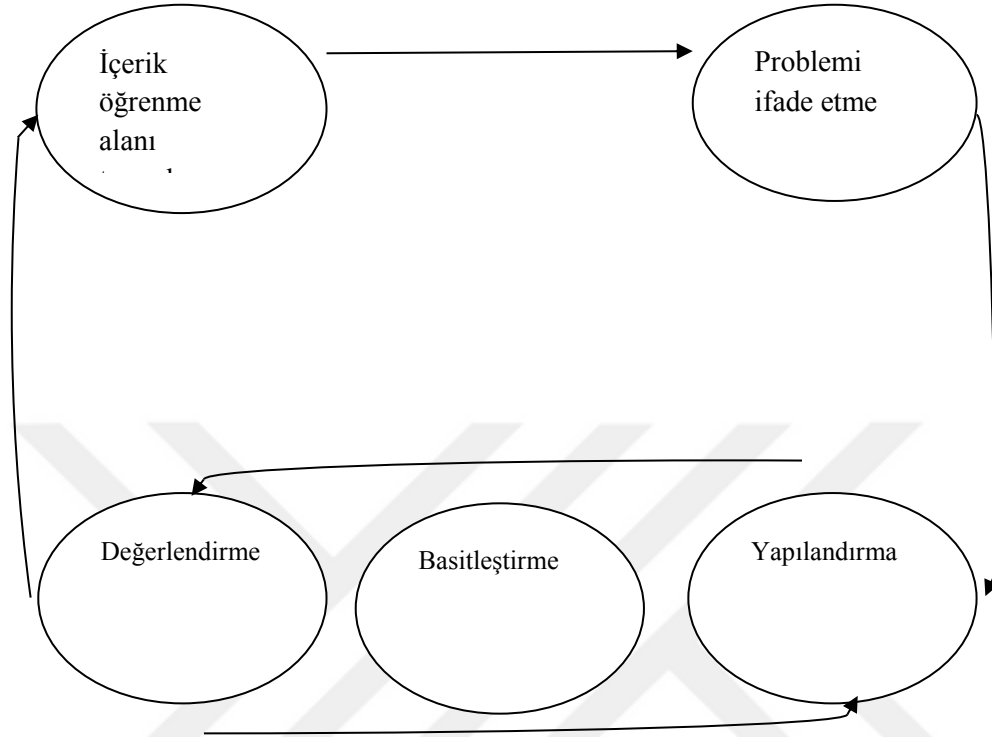 İçerik
öğrenme
alanı
Problemi
ifade etme
Değerlendirme
Basitleştirme
Yapılandırma